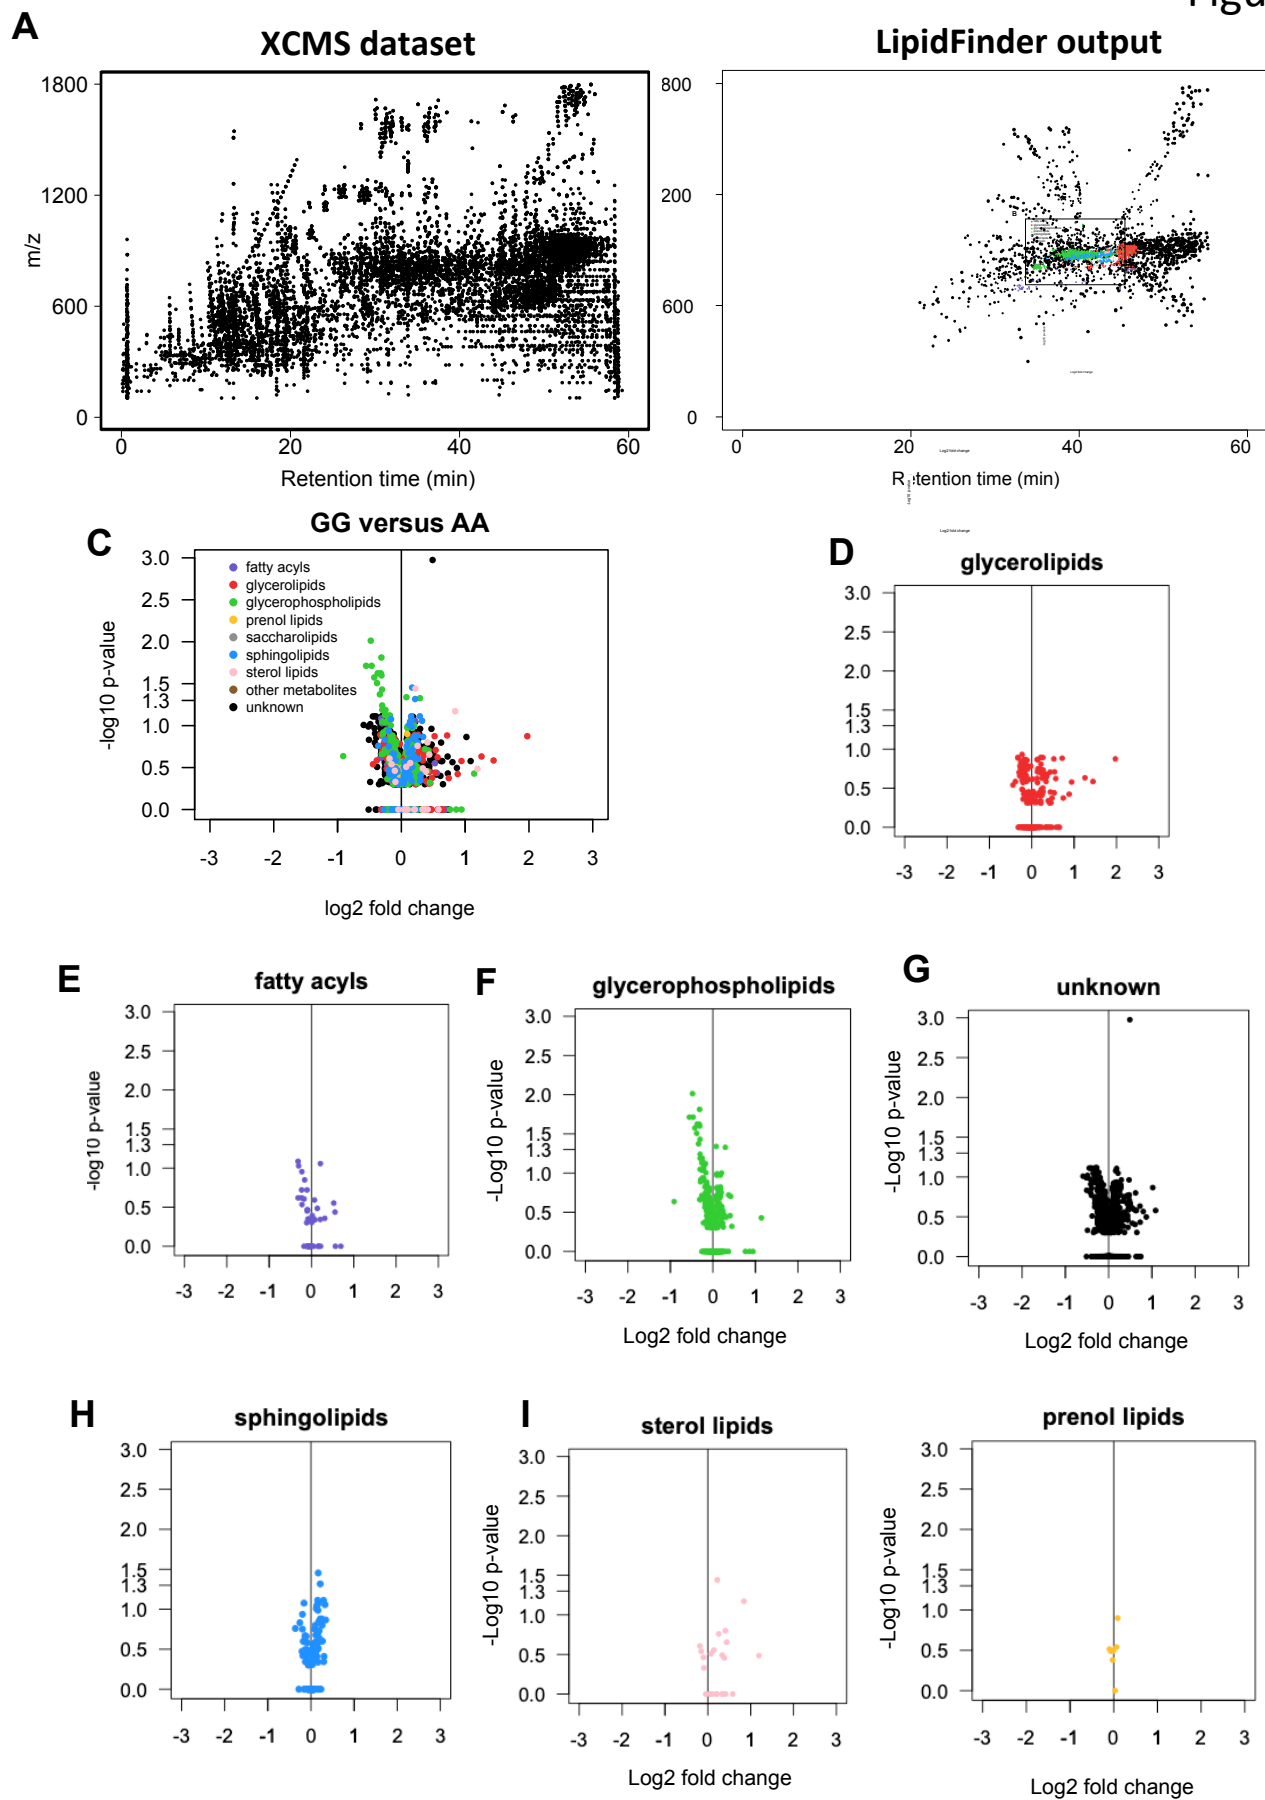 Figu
A
XCMS dataset
LipidFinder output
1800
1200
600
0
m/z
0 20 40 60
Retention time (min)
800
200
600
0
B
0 20 40 60
Log2 fold change
Log2 fold change
R tention time (min)
Log2 fold change
C
GG versus AA
3.0
2.5
2.0
1.5
1.3
1.0
0.5
0.0
-log10 p-value
fatty acyls
glycerolipids
glycerophospholipids
prenol lipids
saccharolipids
sphingolipids
sterol lipids
other metabolites
unknown
-3 -2 -1 0 1 2 3
log2 fold change
D
glycerolipids
3.0
2.5
2.0
1.5
1.3
1.0
0.5
0.0
-3 -2 -1 0 1 2 3
E
fatty acyls
3.0
2.5
2.0
1.5
1.3
1.0
0.5
0.0
-log10 p-value
-3 -2 -1 0 1 2 3
F
glycerophospholipids
3.0
2.5
2.0
1.5
1.3
1.0
0.5
0.0
-Log10 p-value
-3 -2 -1 0 1 2 3
Log2 fold change
G
unknown
3.0
2.5
2.0
1.5
1.3
1.0
0.5
0.0
-Log10 p-value
-3 -2 -1 0 1 2 3
Log2 fold change
H
sphingolipids
3.0
2.5
2.0
1.5
1.3
1.0
0.5
0.0
-3 -2 -1 0 1 2 3
I
sterol lipids
3.0
2.5
2.0
1.5
1.3
1.0
0.5
0.0
-Log10 p-value
-3 -2 -1 0 1 2 3
Log2 fold change
prenol lipids
3.0
2.5
2.0
1.5
1.3
1.0
0.5
0.0
-Log10 p-value
-3 -2 -1 0 1 2 3
Log2 fold change